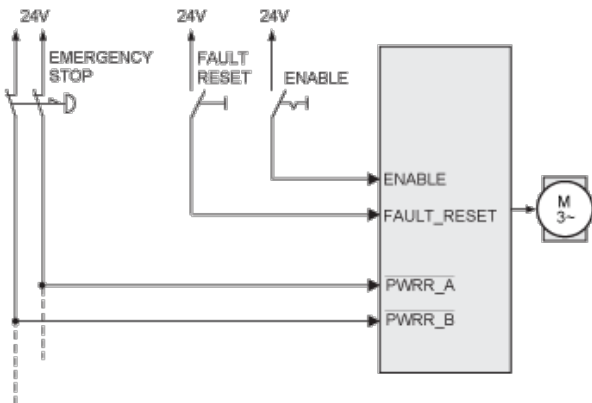 24V 24V 24V
EMERGENCY
STOP
FAULT
RESET
ENABLE
ENABLE
FAULT_RESET
PWRR_A
PWRR_B
M
3~